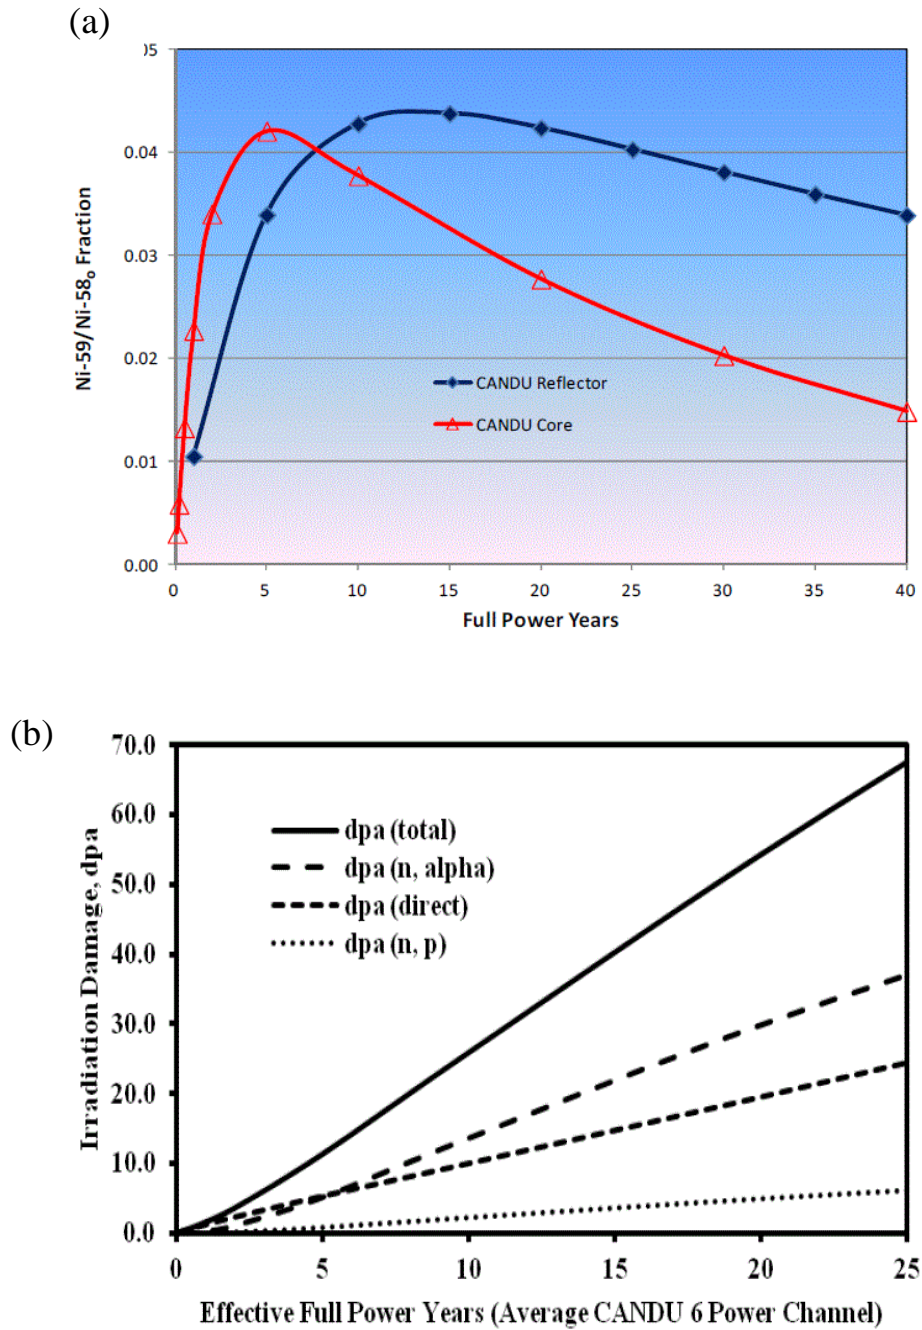 (a)
.05
0.04
0.03
0.02
0.01
0.00
Ni-59/Ni-58₀ Fraction
CANDU Reflector
CANDU Core
0 5 10 15 20 25 30 35 40
Full Power Years
(b)
70.0
60.0
50.0
40.0
30.0
20.0
10.0
0.0
Irradiation Damage, dpa
dpa (total)
dpa (n, alpha)
dpa (direct)
dpa (n, p)
0 5 10 15 20 25
Effective Full Power Years (Average CANDU 6 Power Channel)